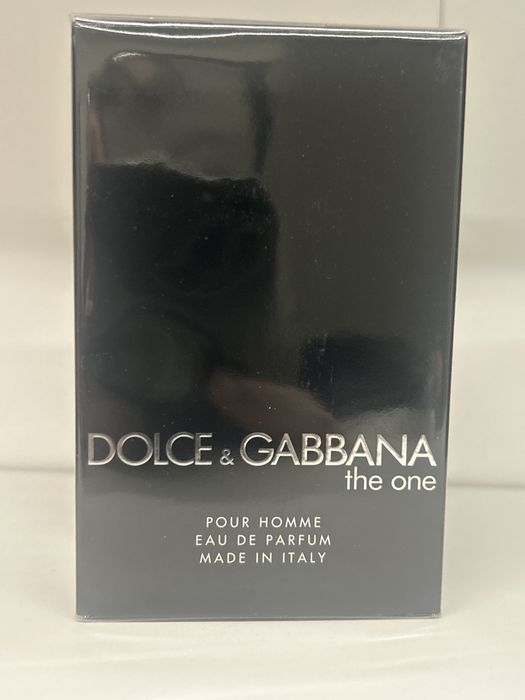 DOLCE & GABBANA
the one
POUR HOMME
EAU DE PARFUM
MADE IN ITALY